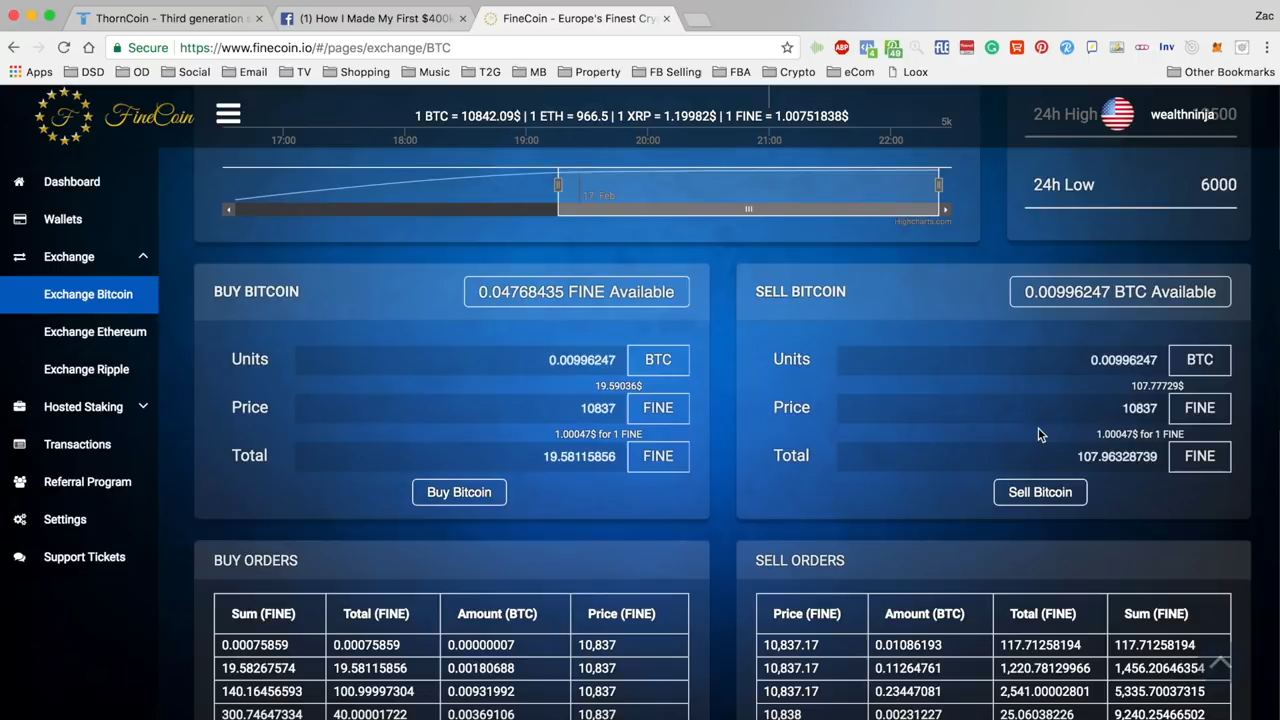 ThornCoin - Third generation
(1) How I Made My First $400k
FineCoin - Europe's Finest Cry
Zac
Secure
https://www.finecoin.io/#/pages/exchange/BTC
Apps DSD OD Social Email TV Shopping Music T2G MB Property FB Selling FBA Crypto eCom Loox Other Bookmarks
FineCoin
1 BTC = 10842.09$ | 1 ETH = 966.5 | 1 XRP = 1.19982$ | 1 FINE = 1.00751838$
24h High
wealthninja
5k
17:00 18:00 19:00 20:00 21:00 22:00
24h Low 6000
17. Feb
Highcharts.com
Dashboard
Wallets
Exchange
Exchange Bitcoin
Exchange Ethereum
Exchange Ripple
Hosted Staking
Transactions
Referral Program
Settings
Support Tickets
BUY BITCOIN 0.04768435 FINE Available
Units 0.00996247 BTC
19.59036$
Price 10837 FINE
1.00047$ for 1 FINE
Total 19.58115856 FINE
Buy Bitcoin
SELL BITCOIN 0.00996247 BTC Available
Units 0.00996247 BTC
107.77729$
Price 10837 FINE
1.00047$ for 1 FINE
Total 107.96328739 FINE
Sell Bitcoin
BUY ORDERS
Sum (FINE) Total (FINE) Amount (BTC) Price (FINE)
0.00075859 0.00075859 0.00000007 10,837
19.58267574 19.58115856 0.00180688 10,837
140.16456593 100.99997304 0.00931992 10,837
300.74647334 40.00001722 0.00369106 10,837
SELL ORDERS
Price (FINE) Amount (BTC) Total (FINE) Sum (FINE)
10,837.17 0.01086193 117.71258194 117.71258194
10,837.17 0.11264761 1,220.78129966 1,456.20646354
10,837.17 0.23447081 2,541.00002801 5,335.70037315
10,838 0.00231227 25.06038226 9,240.25466502